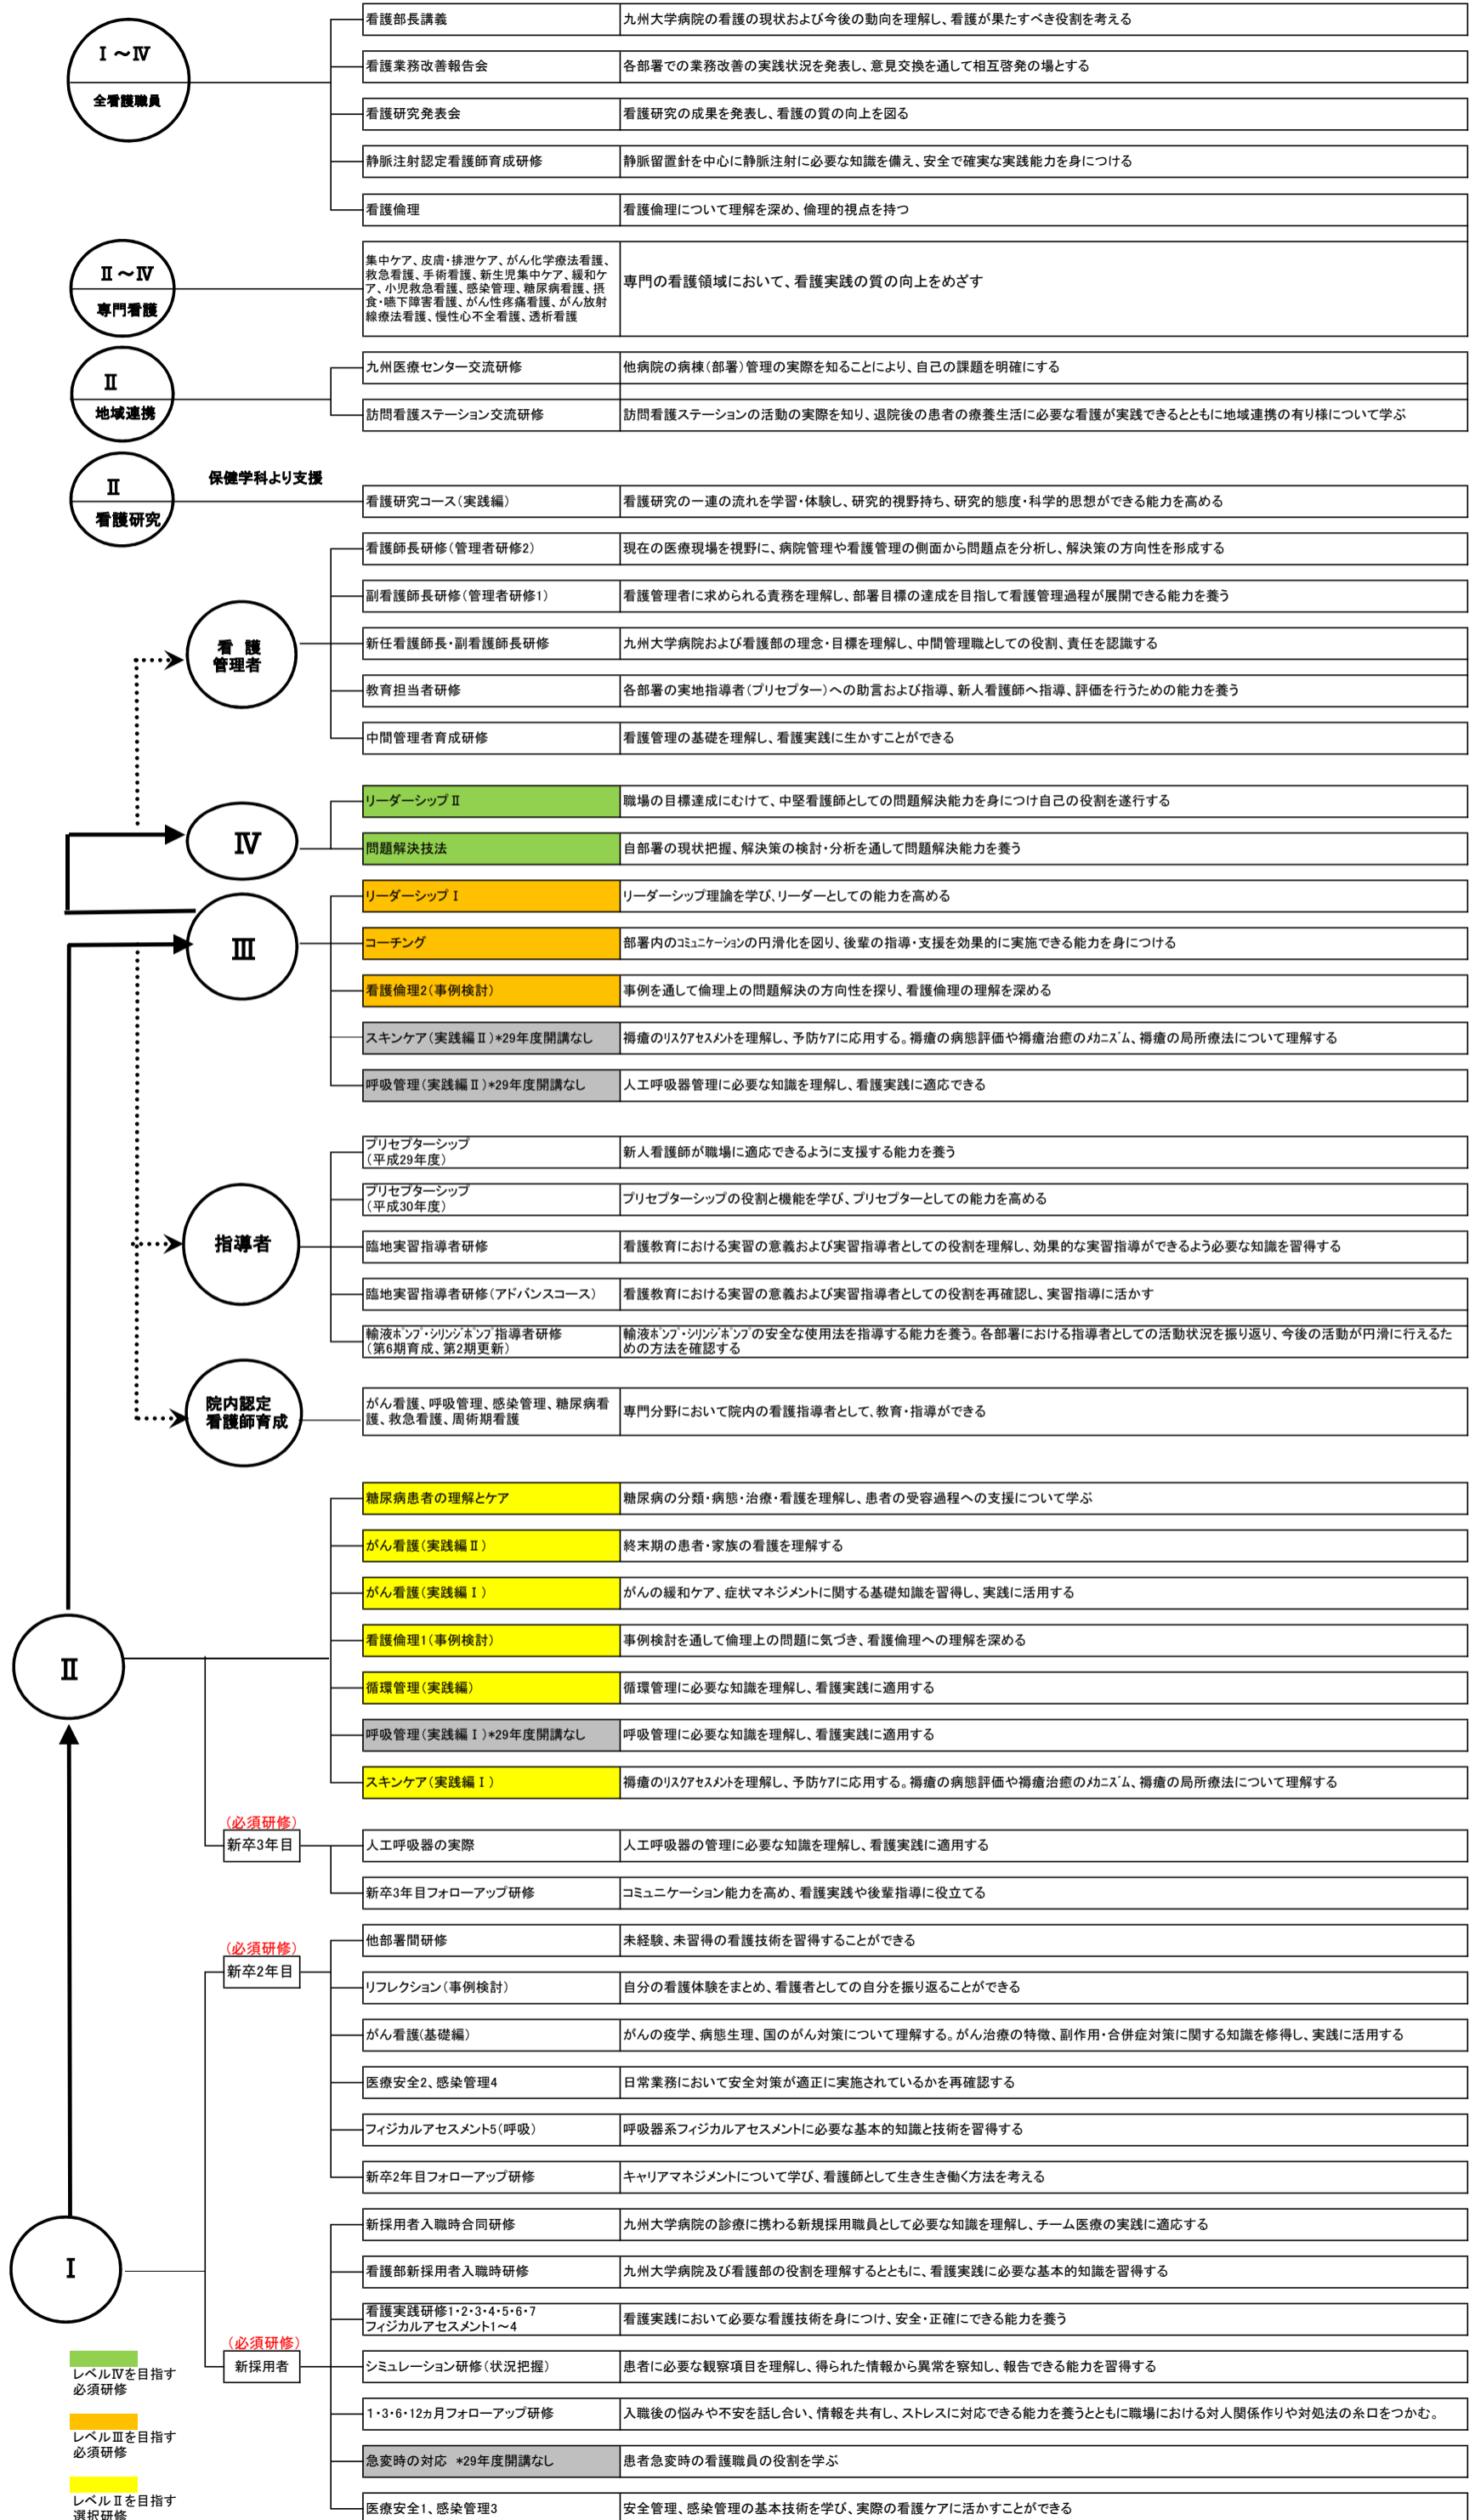 Ⅰ～Ⅳ
全看護職員
看護部長講義
九州大学病院の看護の現状および今後の動向を理解し、看護が果たすべき役割を考える
看護業務改善報告会
各部署での業務改善の実践状況を発表し、意見交換を通して相互啓発の場とする
看護研究発表会
看護研究の成果を発表し、看護の質の向上を図る
静脈注射認定看護師育成研修
静脈留置針を中心に静脈注射に必要な知識を備え、安全で確実な実践能力を身につける
看護倫理
看護倫理について理解を深め、倫理的視点を持つ
Ⅱ～Ⅳ
専門看護
集中ケア、皮膚・排泄ケア、がん化学療法看護、
救急看護、手術看護、新生児集中ケア、緩和ケ
ア、小児救急看護、感染管理、糖尿病看護、摂
食・嚥下障害看護、がん性疼痛看護、がん放射
線療法看護、慢性心不全看護、透析看護
専門の看護領域において、看護実践の質の向上をめざす
Ⅱ
地域連携
九州医療センター交流研修
他病院の病棟（部署）管理の実際を知ることにより、自己の課題を明確にする
訪問看護ステーション交流研修
訪問看護ステーションの活動の実際を知り、退院後の患者の療養生活に必要な看護が実践できるとともに地域連携の有り様について学ぶ
Ⅱ
看護研究
保健学科より支援
看護研究コース（実践編）
看護研究の一連の流れを学習・体験し、研究的視野持ち、研究的態度・科学的思想ができる能力を高める
看護師長研修（管理者研修2）
現在の医療現場を視野に、病院管理や看護管理の側面から問題点を分析し、解決策の方向性を形成する
副看護師長研修（管理者研修1）
看護管理者に求められる責務を理解し、部署目標の達成を目指して看護管理過程が展開できる能力を養う
看 護
管理者
新任看護師長・副看護師長研修
九州大学病院および看護部の理念・目標を理解し、中間管理職としての役割、責任を認識する
教育担当者研修
各部署の実地指導者（プリセプター）への助言および指導、新人看護師へ指導、評価を行うための能力を養う
中間管理者育成研修
看護管理の基礎を理解し、看護実践に生かすことができる
Ⅳ
リーダーシップⅡ
職場の目標達成にむけて、中堅看護師としての問題解決能力を身につけ自己の役割を遂行する
問題解決技法
自部署の現状把握、解決策の検討・分析を通して問題解決能力を養う
Ⅲ
リーダーシップⅠ
リーダーシップ理論を学び、リーダーとしての能力を高める
コーチング
部署内のｺﾐｭﾆｹｰｼｮﾝの円滑化を図り、後輩の指導・支援を効果的に実施できる能力を身につける
看護倫理2（事例検討）
事例を通して倫理上の問題解決の方向性を探り、看護倫理の理解を深める
スキンケア（実践編Ⅱ）*29年度開講なし
褥瘡のﾘｽｸｱｾｽﾒﾝﾄを理解し、予防ｹｱに応用する。褥瘡の病態評価や褥瘡治癒のﾒｶﾆｽﾞﾑ、褥瘡の局所療法について理解する
呼吸管理（実践編Ⅱ）*29年度開講なし
人工呼吸器管理に必要な知識を理解し、看護実践に適応できる
指導者
プリセプターシップ
（平成29年度）
新人看護師が職場に適応できるように支援する能力を養う
プリセプターシップ
（平成30年度）
プリセプターシップの役割と機能を学び、プリセプターとしての能力を高める
臨地実習指導者研修
看護教育における実習の意義および実習指導者としての役割を理解し、効果的な実習指導ができるよう必要な知識を習得する
臨地実習指導者研修（アドバンスコース）
看護教育における実習の意義および実習指導者としての役割を再確認し、実習指導に活かす
輸液ﾎﾟﾝﾌﾟ・ｼﾘﾝｼﾞﾎﾟﾝﾌﾟ指導者研修
（第6期育成、第2期更新）
輸液ﾎﾟﾝﾌﾟ・ｼﾘﾝｼﾞﾎﾟﾝﾌﾟの安全な使用法を指導する能力を養う。各部署における指導者としての活動状況を振り返り、今後の活動が円滑に行えるた
めの方法を確認する
院内認定
看護師育成
がん看護、呼吸管理、感染管理、糖尿病看
護、救急看護、周術期看護
専門分野において院内の看護指導者として、教育・指導ができる
Ⅱ
糖尿病患者の理解とケア
糖尿病の分類・病態・治療・看護を理解し、患者の受容過程への支援について学ぶ
がん看護（実践編Ⅱ）
終末期の患者・家族の看護を理解する
がん看護（実践編Ⅰ）
がんの緩和ケア、症状マネジメントに関する基礎知識を習得し、実践に活用する
看護倫理1（事例検討）
事例検討を通して倫理上の問題に気づき、看護倫理への理解を深める
循環管理（実践編）
循環管理に必要な知識を理解し、看護実践に適用する
呼吸管理（実践編Ⅰ）*29年度開講なし
呼吸管理に必要な知識を理解し、看護実践に適用する
スキンケア（実践編Ⅰ）
褥瘡のﾘｽｸｱｾｽﾒﾝﾄを理解し、予防ｹｱに応用する。褥瘡の病態評価や褥瘡治癒のﾒｶﾆｽﾞﾑ、褥瘡の局所療法について理解する
（必須研修）
新卒3年目
人工呼吸器の実際
人工呼吸器の管理に必要な知識を理解し、看護実践に適用する
新卒3年目フォローアップ研修
コミュニケーション能力を高め、看護実践や後輩指導に役立てる
（必須研修）
新卒2年目
他部署間研修
未経験、未習得の看護技術を習得することができる
リフレクション（事例検討）
自分の看護体験をまとめ、看護者としての自分を振り返ることができる
がん看護(基礎編）
がんの疫学、病態生理、国のがん対策について理解する。がん治療の特徴、副作用・合併症対策に関する知識を修得し、実践に活用する
医療安全2、感染管理4
日常業務において安全対策が適正に実施されているかを再確認する
フィジカルアセスメント5（呼吸）
呼吸器系フィジカルアセスメントに必要な基本的知識と技術を習得する
新卒2年目フォローアップ研修
キャリアマネジメントについて学び、看護師として生き生き働く方法を考える
Ⅰ
新採用者入職時合同研修
九州大学病院の診療に携わる新規採用職員として必要な知識を理解し、チーム医療の実践に適応する
看護部新採用者入職時研修
九州大学病院及び看護部の役割を理解するとともに、看護実践に必要な基本的知識を習得する
看護実践研修1・2・3・4・5・6・7
フィジカルアセスメント1～4
看護実践において必要な看護技術を身につけ、安全・正確にできる能力を養う
（必須研修）
新採用者
シミュレーション研修（状況把握）
患者に必要な観察項目を理解し、得られた情報から異常を察知し、報告できる能力を習得する
1・3・6・12ヵ月フォローアップ研修
入職後の悩みや不安を話し合い、情報を共有し、ストレスに対応できる能力を養うとともに職場における対人関係作りや対処法の糸口をつかむ。
急変時の対応 *29年度開講なし
患者急変時の看護職員の役割を学ぶ
医療安全1、感染管理3
安全管理、感染管理の基本技術を学び、実際の看護ケアに活かすことができる
レベルⅣを目指す
必須研修
レベルⅢを目指す
必須研修
レベルⅡを目指す
選択研修